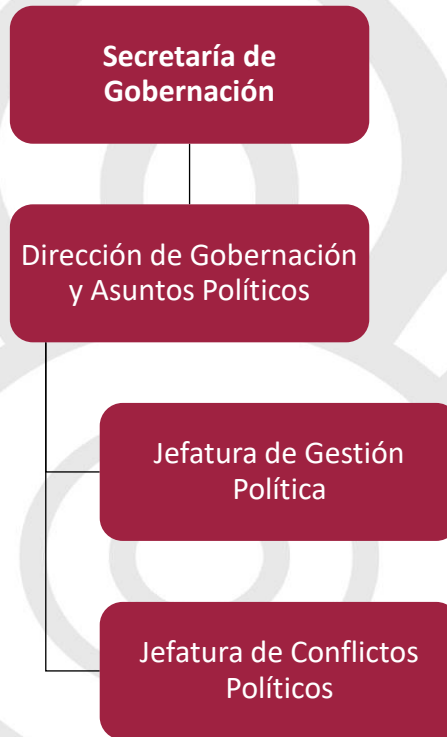 Secretaría de
Gobernación
Dirección de Gobernación
y Asuntos Políticos
Jefatura de Gestión
Política
Jefatura de Conflictos
Políticos